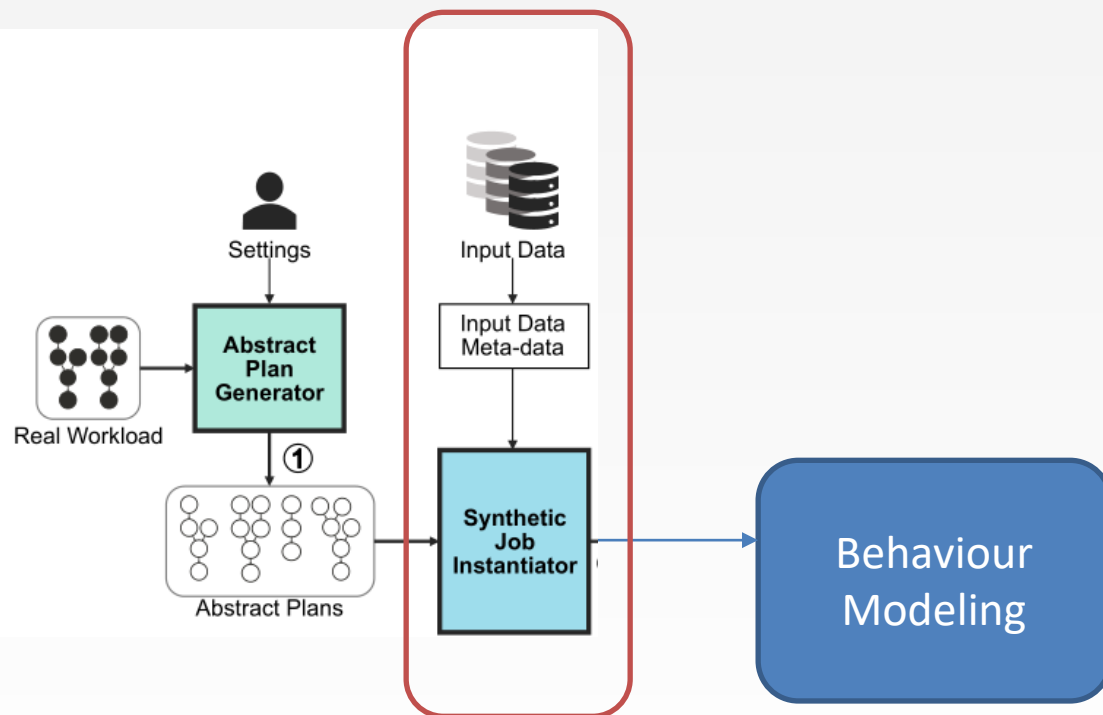 Settings
Input Data
Input Data
Meta-data
Abstract
Plan
Generator
Real Workload
①
Synthetic
Job
Instantiator
Abstract Plans
Behaviour
Modeling